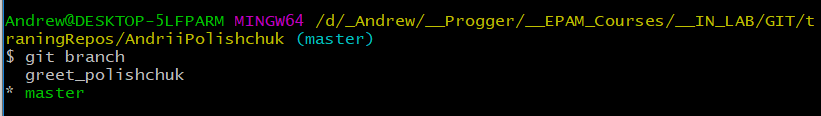 Andrew@DESKTOP-5LFPARM MINGW64 /d/_Andrew/__Progger/__EPAM_Courses/__IN_LAB/GIT/t
raningRepos/AndriiPolishchuk (master)
$ git branch
  greet_polishchuk
* master